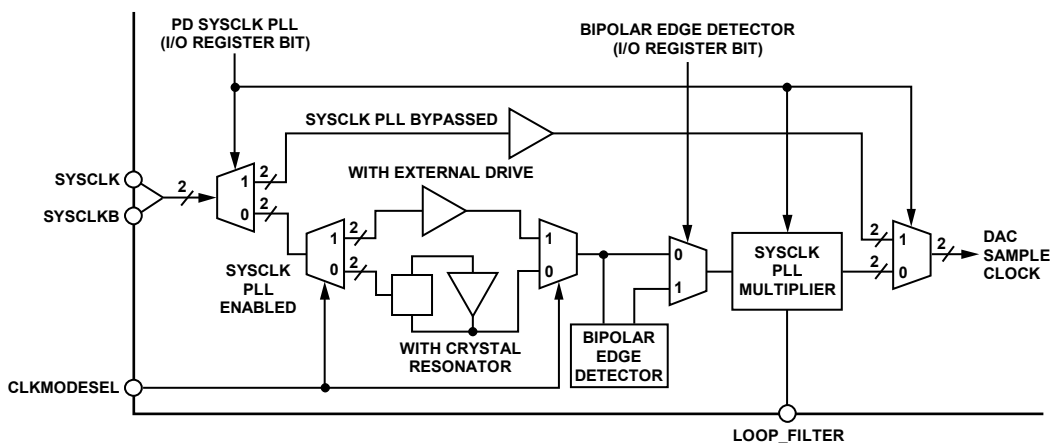 PD SYSCLK PLL
(I/O REGISTER BIT)
BIPOLAR EDGE DETECTOR
(I/O REGISTER BIT)
SYSCLK PLL BYPASSED
WITH EXTERNAL DRIVE
SYSCLK
SYSCLKB
2
1
0
2
2
SYSCLK
PLL
ENABLED
1
0
2
2
WITH CRYSTAL
RESONATOR
1
0
0
1
BIPOLAR
EDGE
DETECTOR
SYSCLK
PLL
MULTIPLIER
2
2
1
0
2
DAC
SAMPLE
CLOCK
CLKMODESEL
LOOP_FILTER